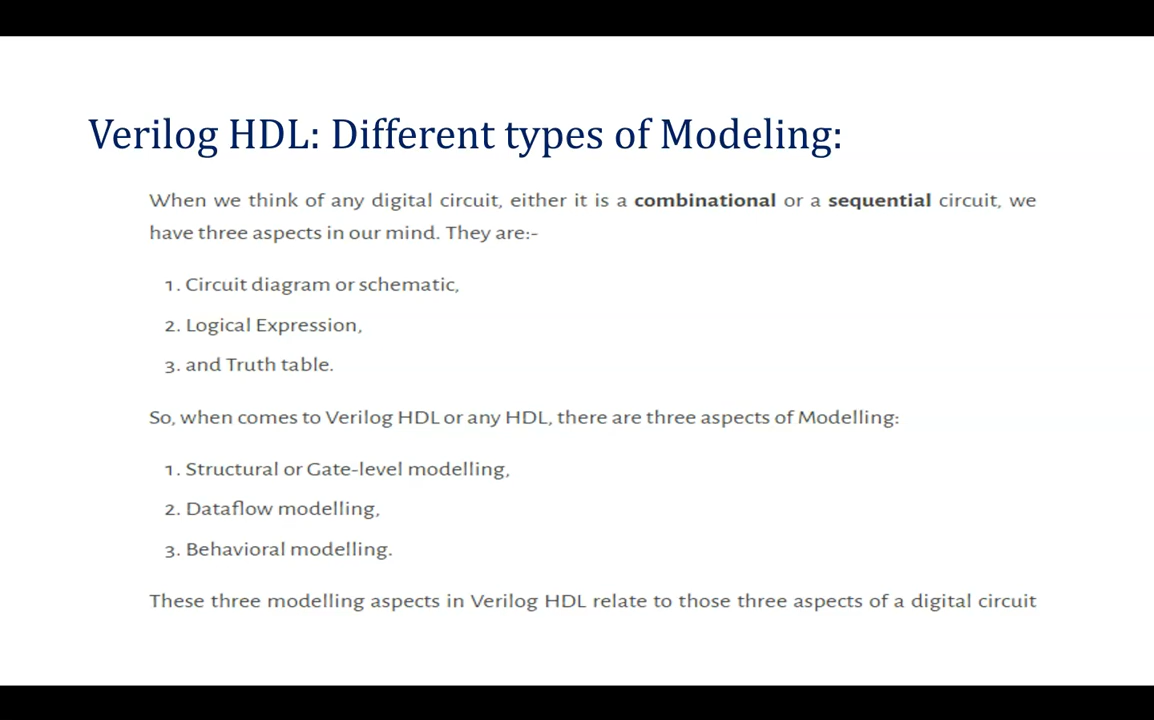 Verilog HDL: Different types of Modeling:
When we think of any digital circuit, either it is a combinational or a sequential circuit, we
have three aspects in our mind. They are:-
1. Circuit diagram or schematic,
2. Logical Expression,
3. and Truth table.
So, when comes to Verilog HDL or any HDL, there are three aspects of Modelling:
1. Structural or Gate-level modelling,
2. Dataflow modelling,
3. Behavioral modelling.
These three modelling aspects in Verilog HDL relate to those three aspects of a digital circuit